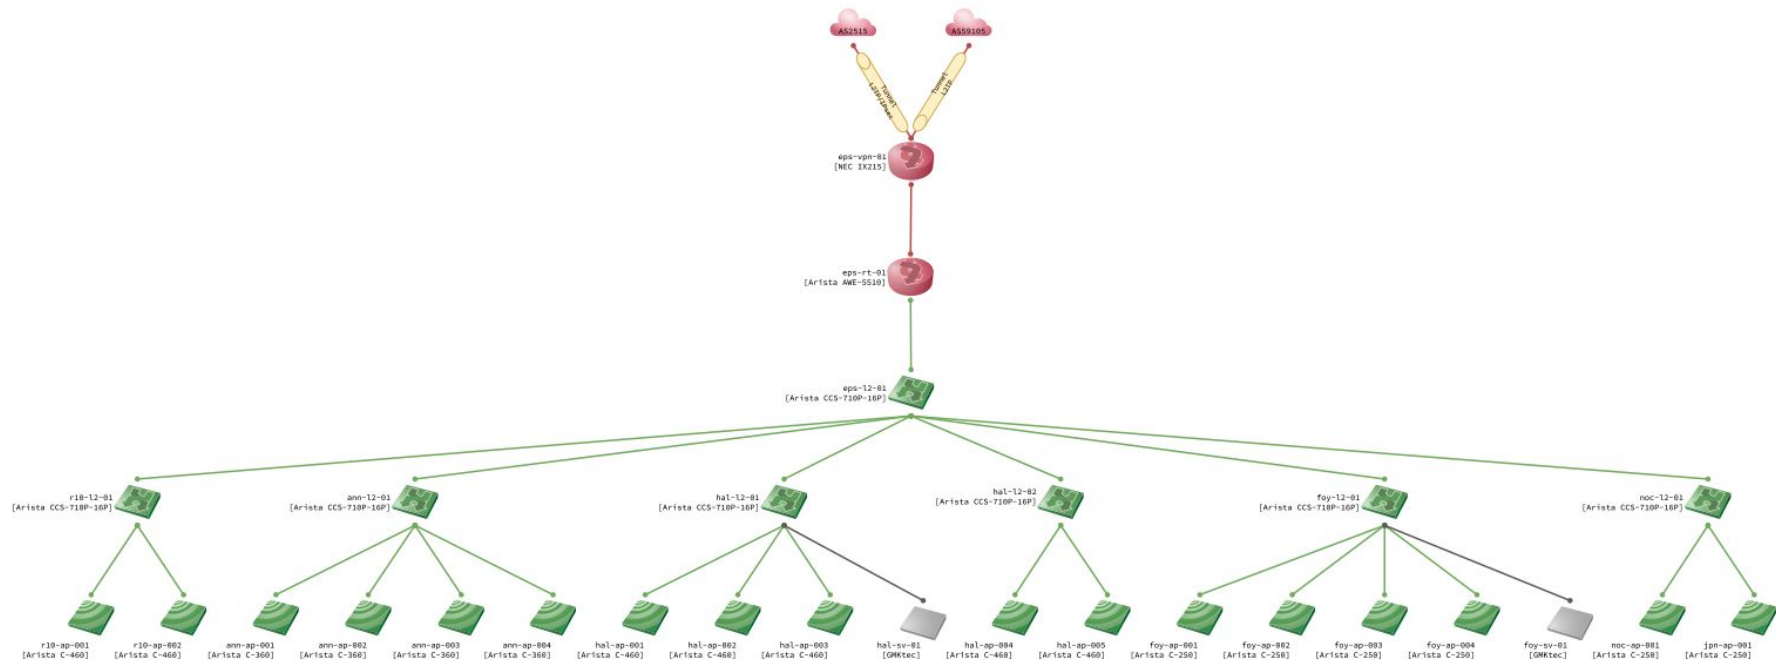 AS2515
AS59105
Tunnel
L2TP/IPsec
Tunnel
L2TP
eps-vpn-01
[NEC IX215]
eps-rt-01
[Arista AWE-5510]
eps-l2-01
[Arista CCS-710P-16P]
r10-l2-01
[Arista CCS-710P-16P]
ann-l2-01
[Arista CCS-710P-16P]
hal-l2-01
[Arista CCS-710P-16P]
hal-l2-02
[Arista CCS-710P-16P]
foy-l2-01
[Arista CCS-710P-16P]
noc-l2-01
[Arista CCS-710P-16P]
r10-ap-001
[Arista C-460]
r10-ap-002
[Arista C-460]
ann-ap-001
[Arista C-360]
ann-ap-002
[Arista C-360]
ann-ap-003
[Arista C-360]
ann-ap-004
[Arista C-360]
hal-ap-001
[Arista C-460]
hal-ap-002
[Arista C-460]
hal-ap-003
[Arista C-460]
hal-sv-01
[GMKtec]
hal-ap-004
[Arista C-460]
hal-ap-005
[Arista C-460]
foy-ap-001
[Arista C-250]
foy-ap-002
[Arista C-250]
foy-ap-003
[Arista C-250]
foy-ap-004
[Arista C-250]
foy-sv-01
[GMKtec]
noc-ap-001
[Arista C-250]
jpn-ap-001
[Arista C-250]